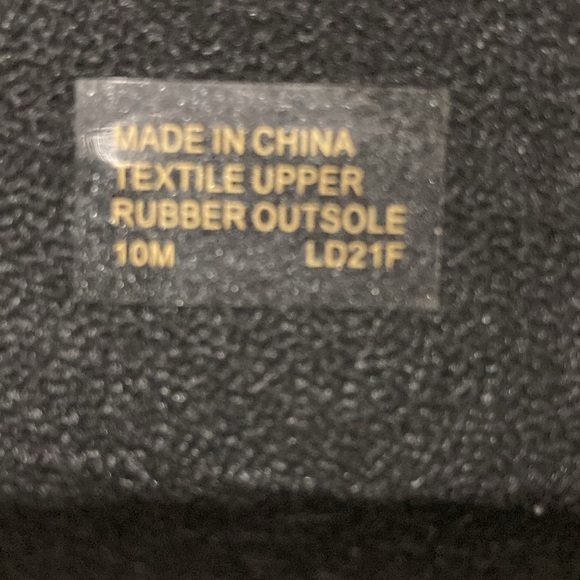 MADE IN CHINA
TEXTILE UPPER
RUBBER OUTSOLE
10M LD21F